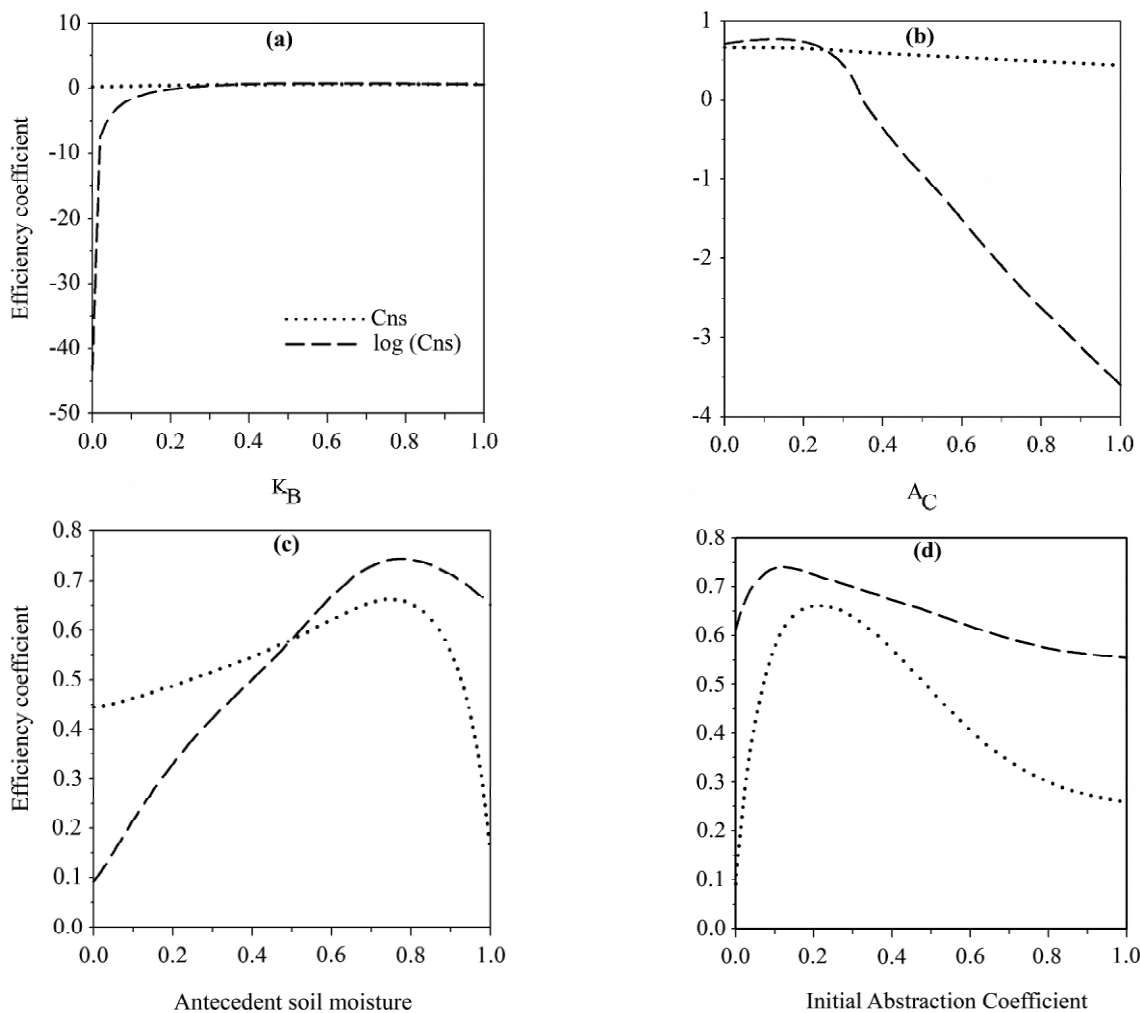 10
0
-10
-20
-30
-40
-50
Efficiency coefficient
(a)
Cns
log (Cns)
0.0 0.2 0.4 0.6 0.8 1.0
K_B
1
0
-1
-2
-3
-4
(b)
0.0 0.2 0.4 0.6 0.8 1.0
A_C
0.8
0.7
0.6
0.5
0.4
0.3
0.2
0.1
0.0
Efficiency coefficient
(c)
0.0 0.2 0.4 0.6 0.8 1.0
Antecedent soil moisture
0.8
0.7
0.6
0.5
0.4
0.3
0.2
0.1
0.0
(d)
0.0 0.2 0.4 0.6 0.8 1.0
Initial Abstraction Coefficient